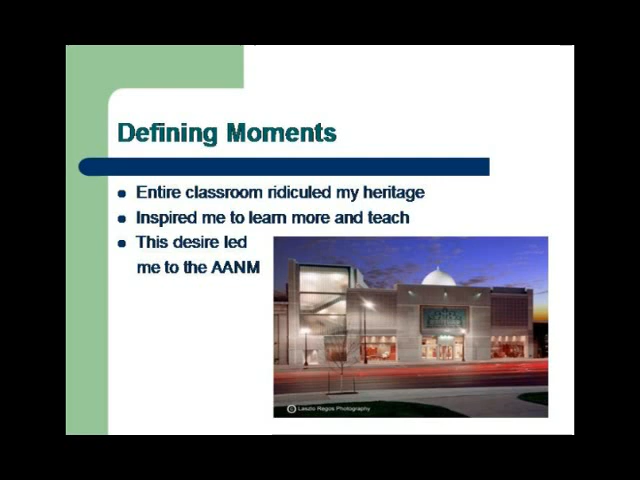 Defining Moments
Entire classroom ridiculed my heritage
Inspired me to learn more and teach
This desire led
me to the AANM
© Laszlo Regos Photography